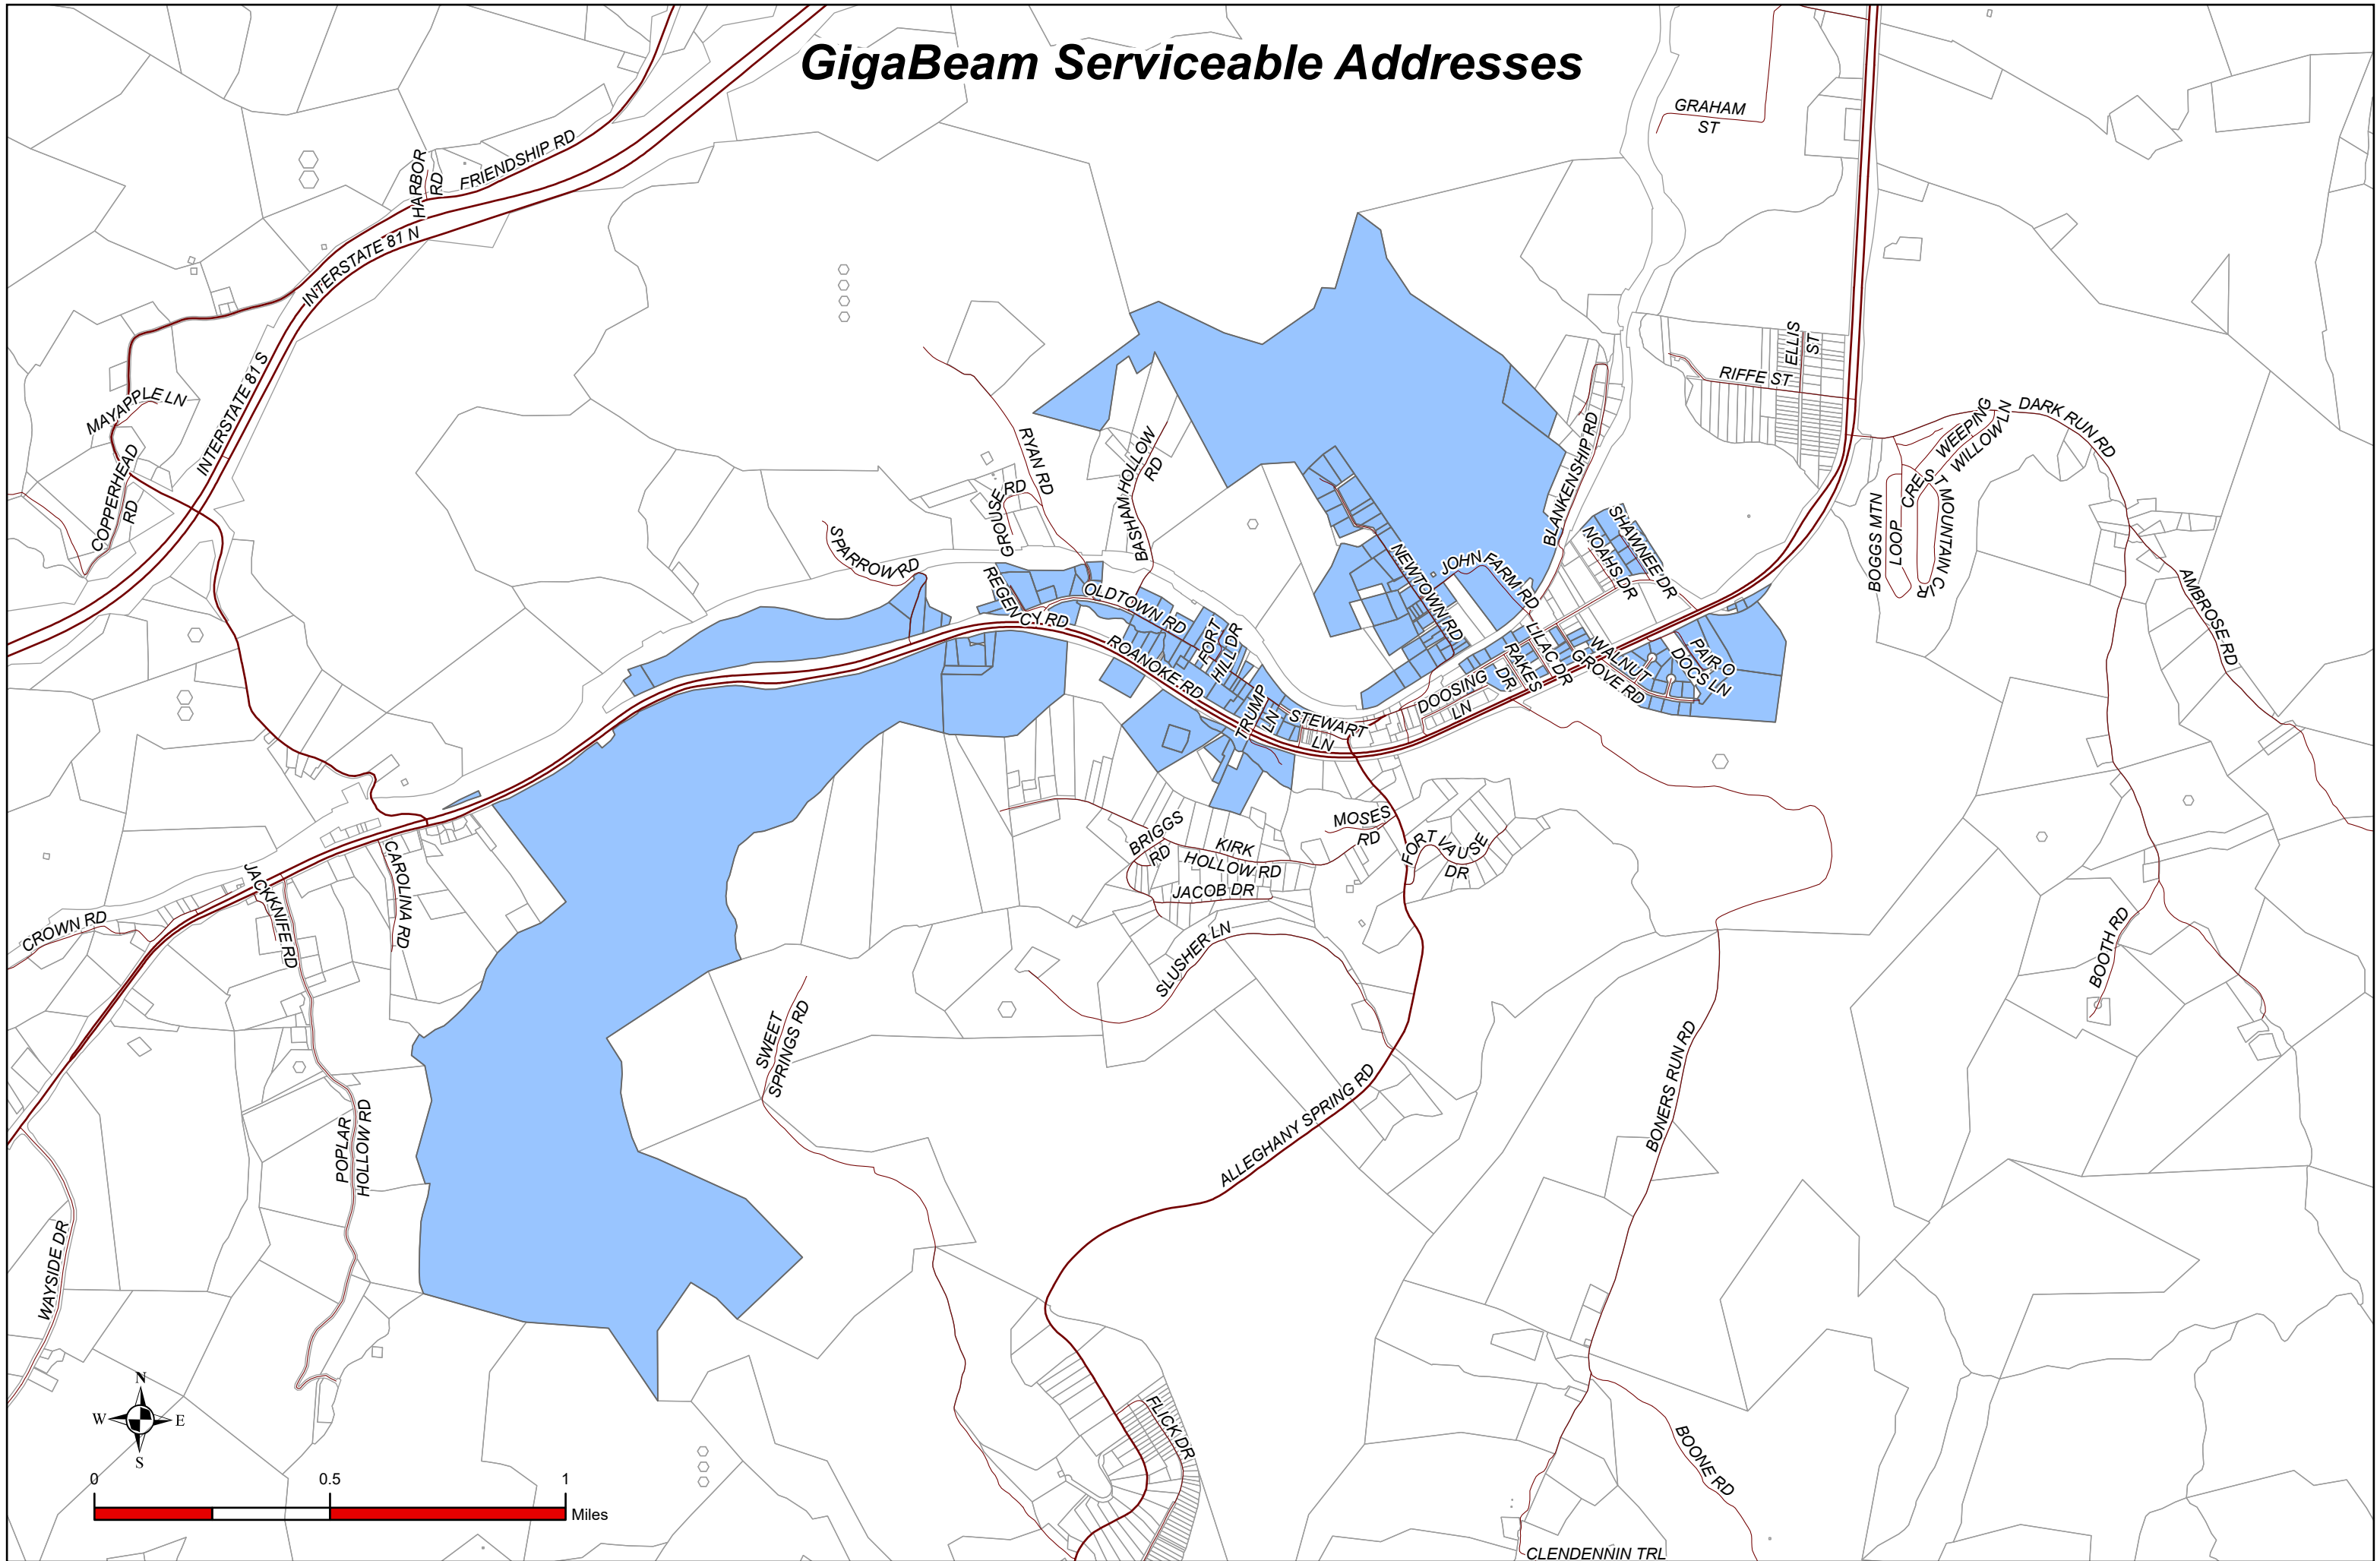 GigaBeam Serviceable Addresses
GRAHAM
ST
HARBOR
RD
FRIENDSHIP RD
INTERSTATE 81 N
INTERSTATE 81 S
MAYAPPLE LN
COPPERHEAD
RD
ELLIS
ST
RIFFE ST
WEEPING
WILLOW LN
DARK RUN RD
CREST MOUNTAIN CIR
BOGGS MTN
LOOP
AMBROSE RD
BOOTH RD
RYAN RD
GROUSE RD
BASHAM HOLLOW
RD
SPARROW RD
REGENCY RD
OLDTOWN RD
FORT
HILL DR
ROANOKE RD
TRUMP
LN
STEWART
LN
NEWTOWN RD
JOHN FARM RD
BLANKENSHIP RD
SHAWNEE DR
NOAHS DR
LILAC DR
RAKES
DR
DOOSING
LN
WALNUT
GROVE RD
PAIR O
DOCS LN
MOSES
RD
FORT VAUSE
DR
BRIGGS
RD
KIRK
HOLLOW RD
JACOB DR
SLUSHER LN
CAROLINA RD
JACKKNIFE RD
CROWN RD
SWEET
SPRINGS RD
POPLAR
HOLLOW RD
WAYSIDE DR
ALLEGHANY SPRING RD
BONERS RUN RD
FLICK DR
BOONE RD
CLENDENNIN TRL
N
W
E
S
0
0.5
1
Miles